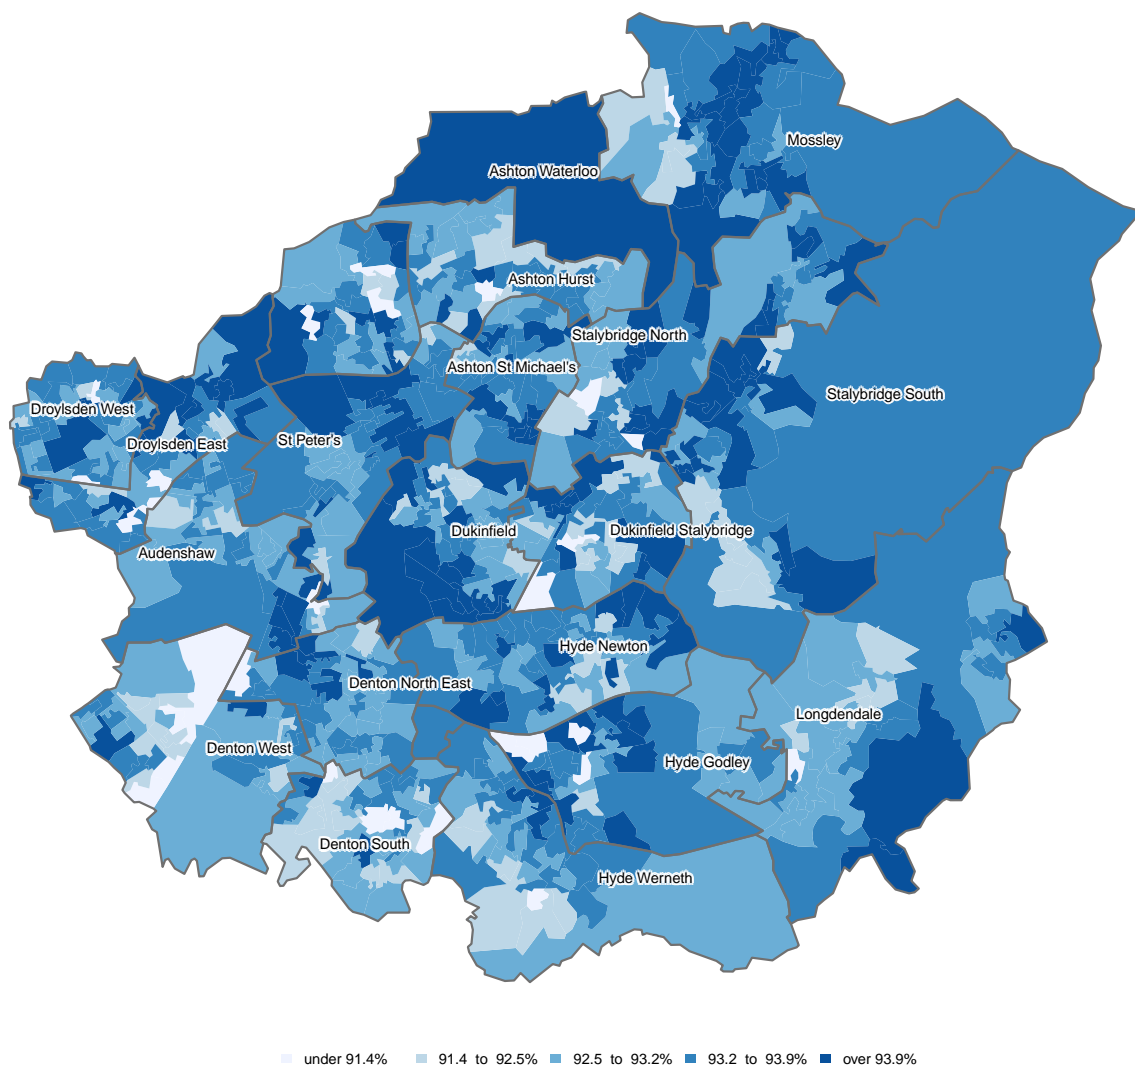 Mossley
Ashton Waterloo
Ashton Hurst
Stalybridge North
Ashton St Michael's
Stalybridge South
Droylsden West
Droylsden East
St Peter's
Dukinfield
Dukinfield Stalybridge
Audenshaw
Hyde Newton
Denton North East
Longdendale
Denton West
Hyde Godley
Denton South
Hyde Werneth
under 91.4%
91.4 to 92.5%
92.5 to 93.2%
93.2 to 93.9%
over 93.9%